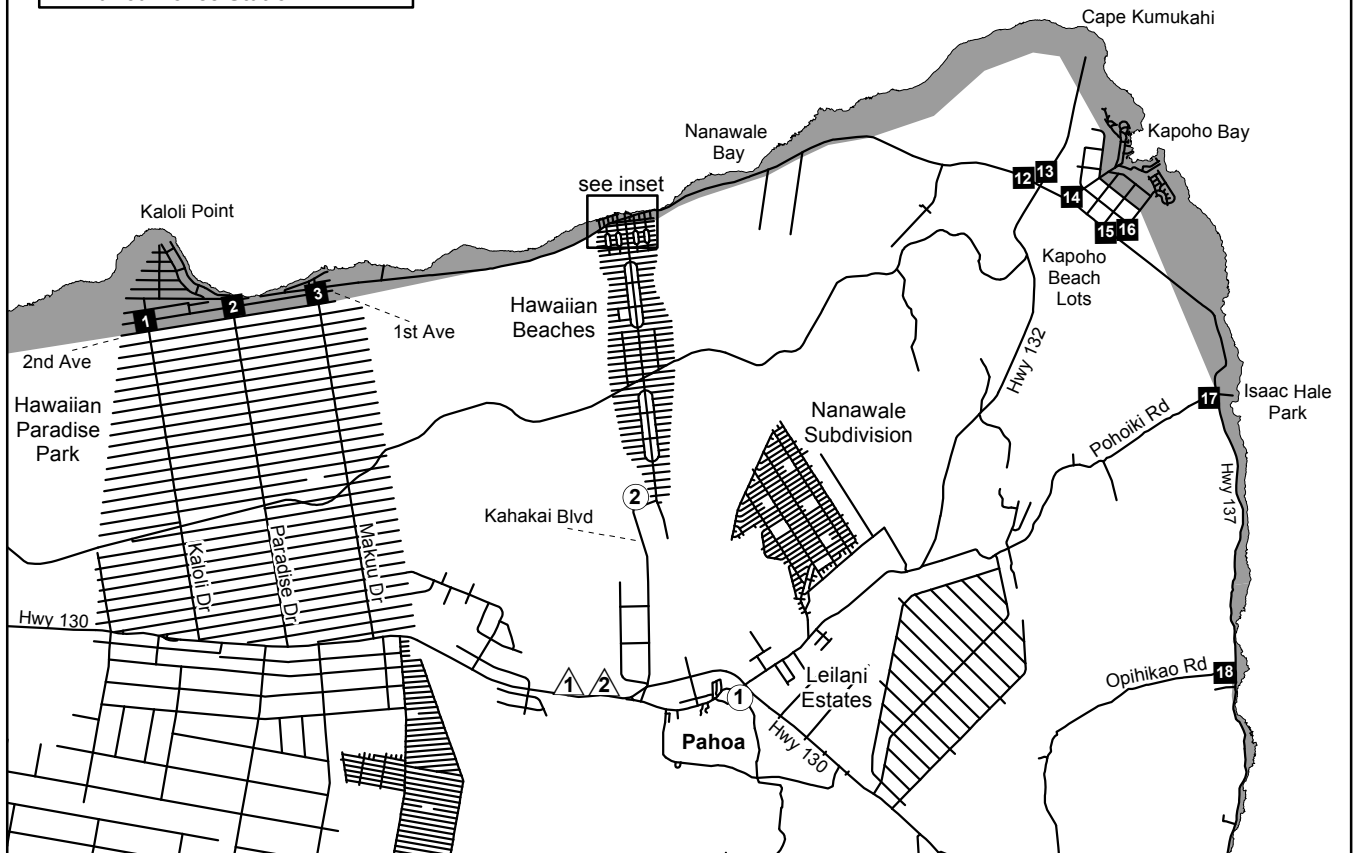 Cape Kumukahi
Nanawale
Bay
Kapoho Bay
see inset
12
13
14
Kaloli Point
15
16
Kapoho
Beach
Lots
1
2
3
Hawaiian
Beaches
1st Ave
2nd Ave
Hwy 132
Hawaiian
Paradise
Park
Nanawale
Subdivision
17
Isaac Hale
Park
Pohoiki Rd
2
Hwy 137
Kahakai Blvd
Kaloli Dr
Paradise Dr
Makuu Dr
Hwy 130
1
2
1
Leilani
Estates
Opihikao Rd
18
Pahoa
Hwy 130